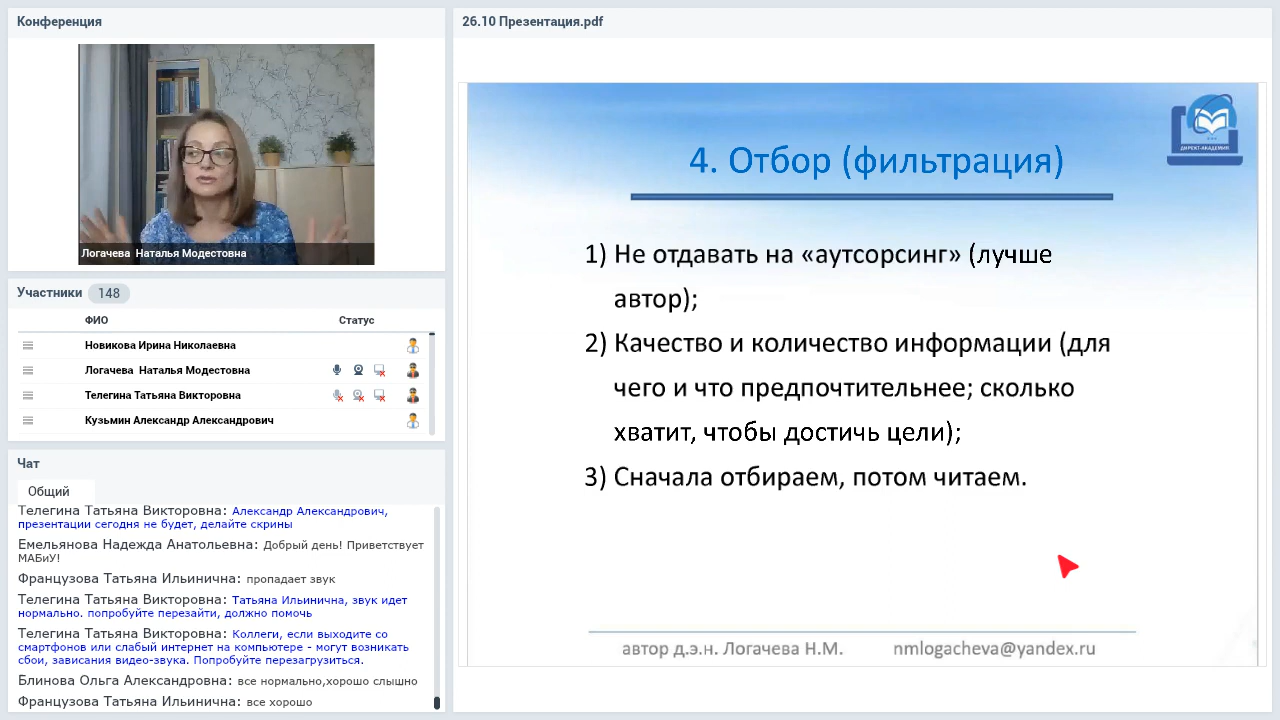 Конференция
Логачева Наталья Модестовна
Участники 148
ФИО Статус
Новикова Ирина Николаевна
Логачева Наталья Модестовна
Телегина Татьяна Викторовна
Кузьмин Александр Александрович
Чат
Общий
Телегина Татьяна Викторовна: Александр Александрович,
презентации сегодня не будет, делайте скрины
Емельянова Надежда Анатольевна: Добрый день! Приветствует
МАБиУ!
Французова Татьяна Ильинична: пропадает звук
Телегина Татьяна Викторовна: Татьяна Ильинична, звук идет
нормально. попробуйте перезайти, должно помочь
Телегина Татьяна Викторовна: Коллеги, если выходите со
смартфонов или слабый интернет на компьютере - могут возникать
сбои, зависания видео-звука. Попробуйте перезагрузиться.
Блинова Ольга Александровна: все нормально,хорошо слышно
Французова Татьяна Ильинична: все хорошо
26.10 Презентация.pdf
ДИРЕКТ-АКАДЕМИЯ
4. Отбор (фильтрация)
1) Не отдавать на «аутсорсинг» (лучше
автор);
2) Качество и количество информации (для
чего и что предпочтительнее; сколько
хватит, чтобы достичь цели);
3) Сначала отбираем, потом читаем.
автор д.э.н. Логачева Н.М. nmlogacheva@yandex.ru